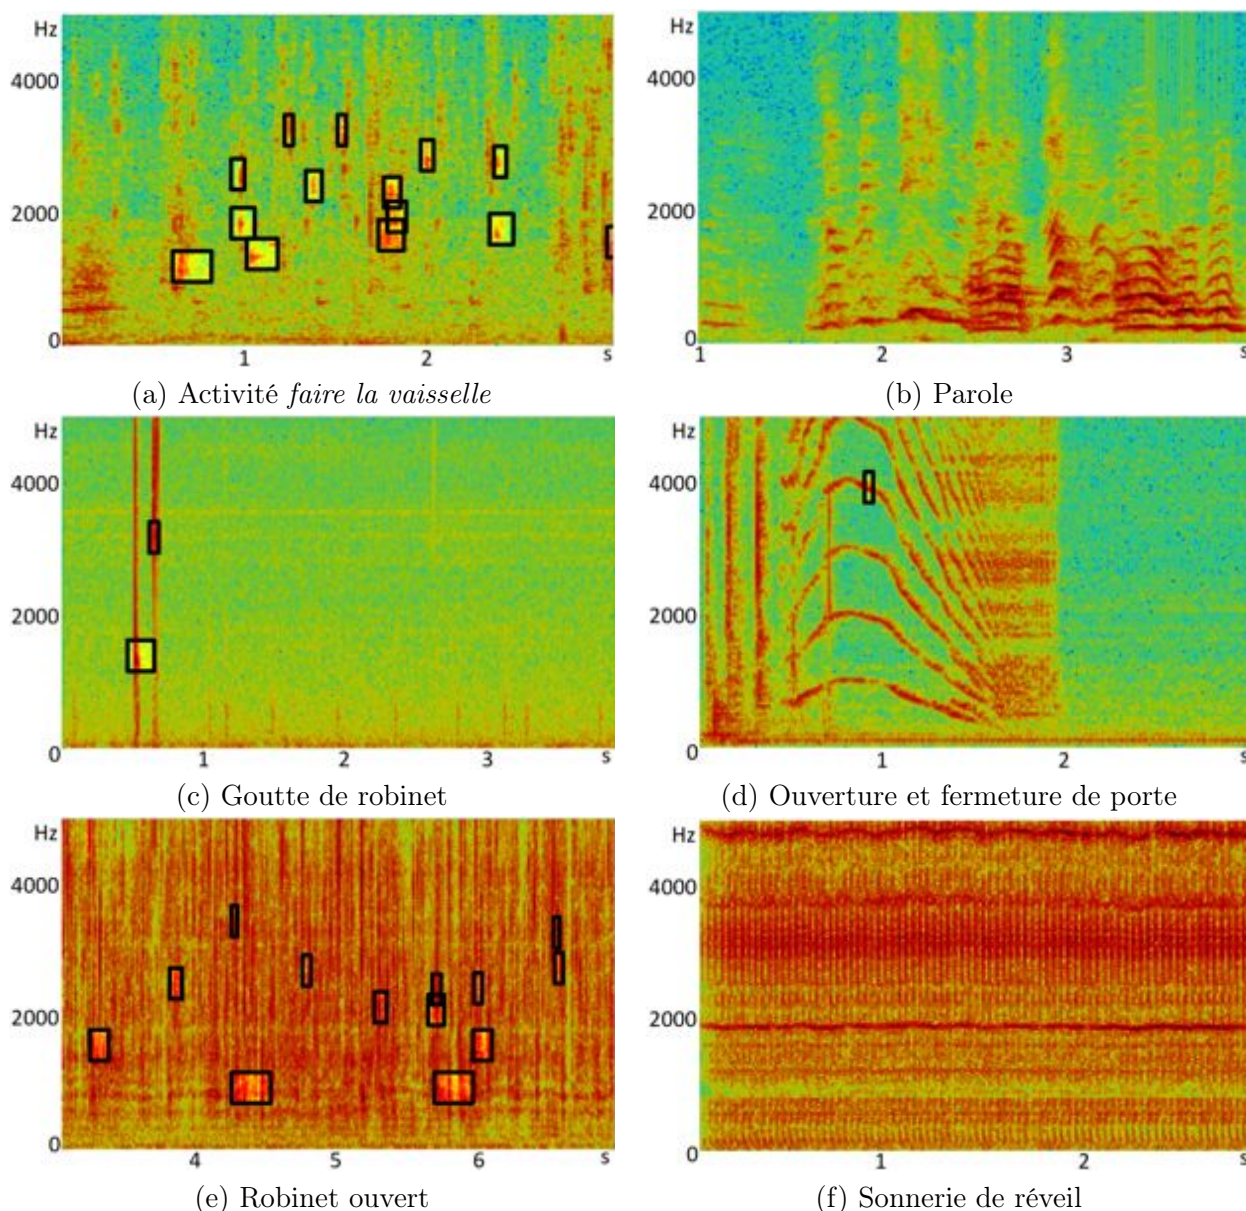 Hz
4000
2000
0
1
2
s
(a) Activité faire la vaisselle
Hz
4000
2000
0
1
2
3
s
(b) Parole
Hz
4000
2000
0
1
2
3
s
(c) Goutte de robinet
Hz
4000
2000
0
1
2
s
(d) Ouverture et fermeture de porte
Hz
4000
2000
0
4
5
6
s
(e) Robinet ouvert
Hz
4000
2000
0
1
2
s
(f) Sonnerie de réveil